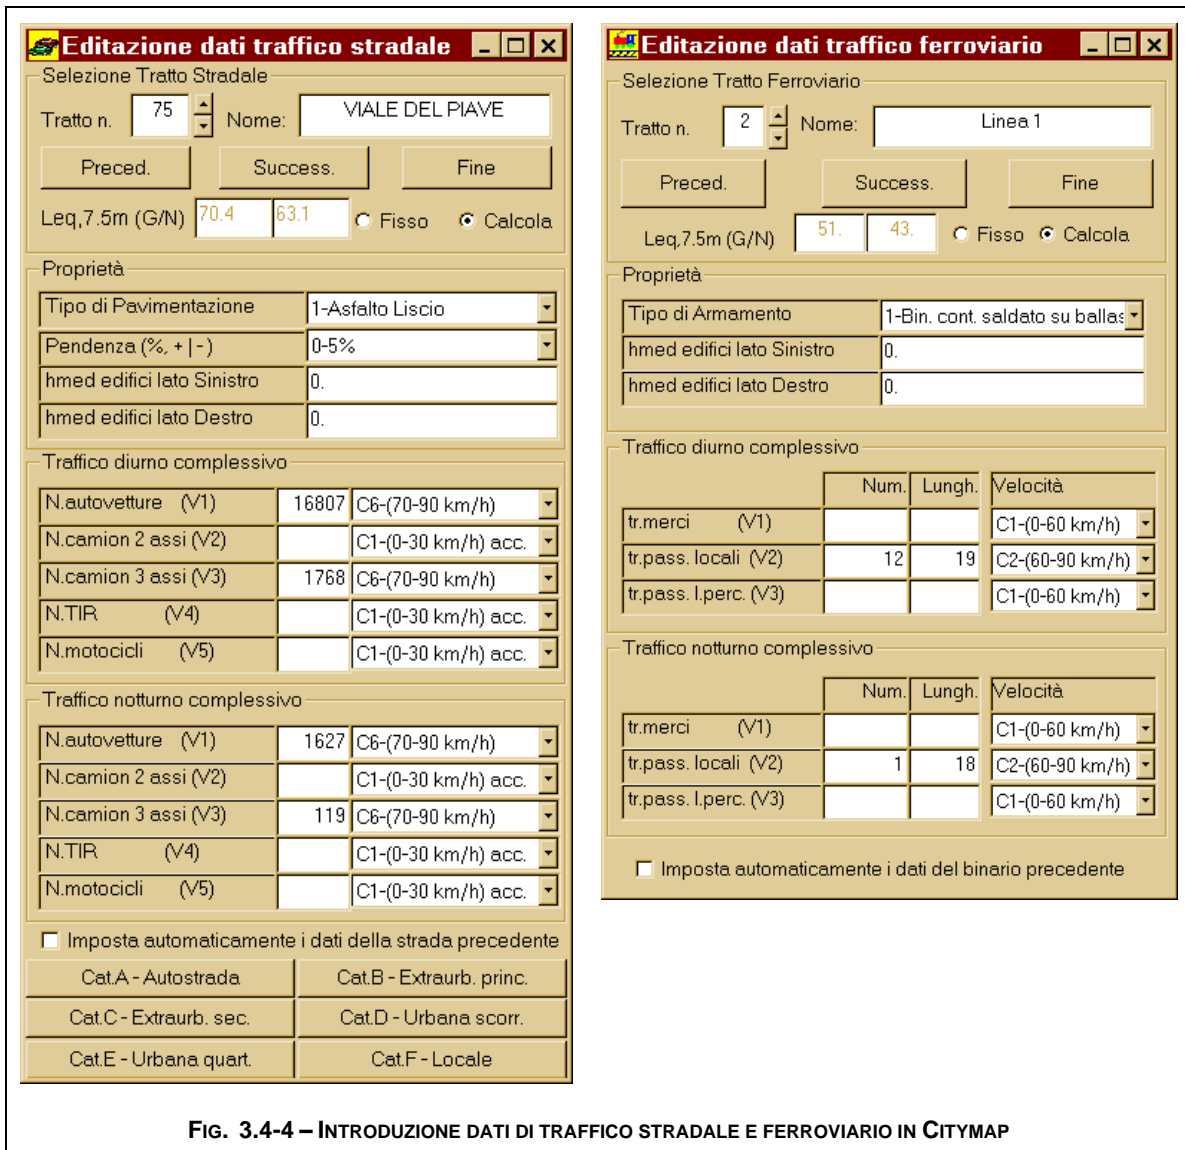 Editazione dati traffico stradale
Selezione Tratto Stradale
Tratto n. 75 Nome: VIALE DEL PIAVE
Preced. Success. Fine
Leq,7.5m (G/N) 70.4 63.1 Fisso Calcola
Proprietà
Tipo di Pavimentazione 1-Asfalto Liscio
Pendenza (%, + | -) 0-5%
hmed edifici lato Sinistro 0.
hmed edifici lato Destro 0.
Traffico diurno complessivo
N.autovetture (V1) 16807 C6-(70-90 km/h)
N.camion 2 assi (V2) C1-(0-30 km/h) acc.
N.camion 3 assi (V3) 1768 C6-(70-90 km/h)
N.TIR (V4) C1-(0-30 km/h) acc.
N.motocicli (V5) C1-(0-30 km/h) acc.
Traffico notturno complessivo
N.autovetture (V1) 1627 C6-(70-90 km/h)
N.camion 2 assi (V2) C1-(0-30 km/h) acc.
N.camion 3 assi (V3) 119 C6-(70-90 km/h)
N.TIR (V4) C1-(0-30 km/h) acc.
N.motocicli (V5) C1-(0-30 km/h) acc.
Imposta automaticamente i dati della strada precedente
Cat.A - Autostrada Cat.B - Extraurb. princ.
Cat.C - Extraurb. sec. Cat.D - Urbana scorr.
Cat.E - Urbana quart. Cat.F - Locale
Editazione dati traffico ferroviario
Selezione Tratto Ferroviario
Tratto n. 2 Nome: Linea 1
Preced. Success. Fine
Leq,7.5m (G/N) 51. 43. Fisso Calcola
Proprietà
Tipo di Armamento 1-Bin. cont. saldato su ballas
hmed edifici lato Sinistro 0.
hmed edifici lato Destro 0.
Traffico diurno complessivo
Num. Lungh. Velocità
tr.merci (V1) C1-(0-60 km/h)
tr.pass. locali (V2) 12 19 C2-(60-90 km/h)
tr.pass. l.perc. (V3) C1-(0-60 km/h)
Traffico notturno complessivo
Num. Lungh. Velocità
tr.merci (V1) C1-(0-60 km/h)
tr.pass. locali (V2) 1 18 C2-(60-90 km/h)
tr.pass. l.perc. (V3) C1-(0-60 km/h)
Imposta automaticamente i dati del binario precedente
FIG. 3.4-4 – INTRODUZIONE DATI DI TRAFFICO STRADALE E FERROVIARIO IN CITYMAP